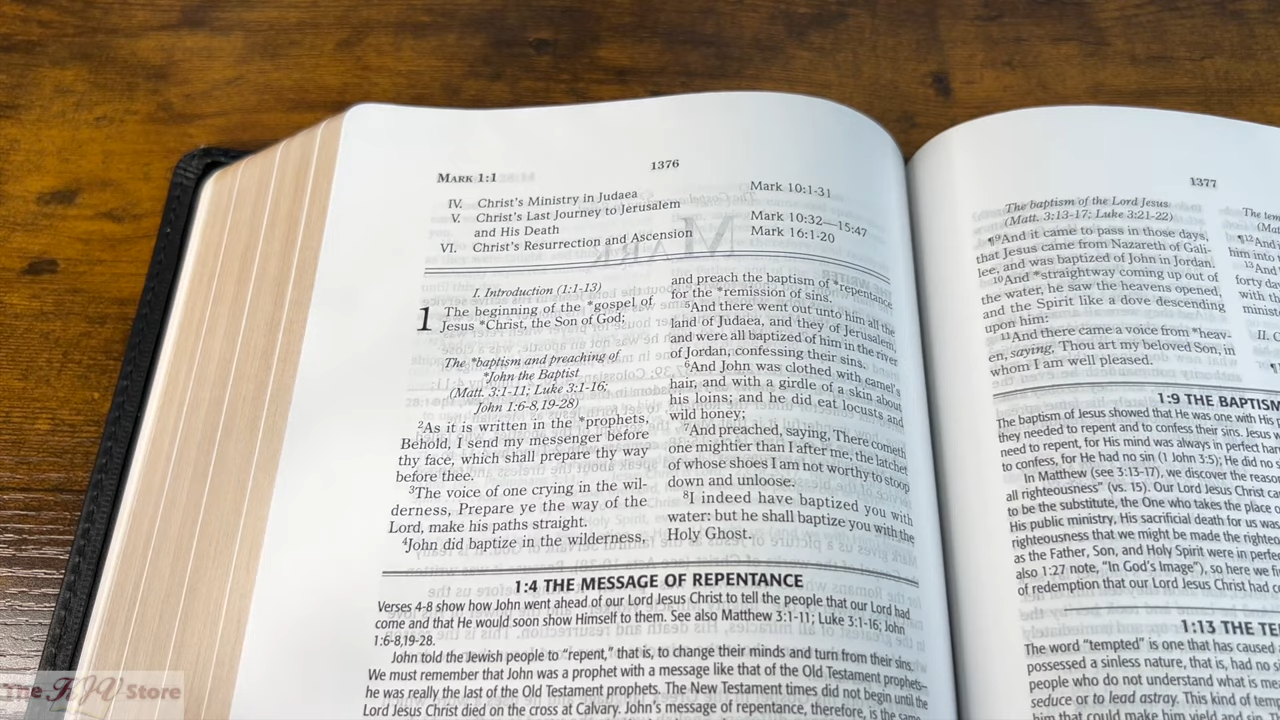 MARK 1:1
1376
IV. Christ's Ministry in Judaea Mark 10:1-31
V. Christ's Last Journey to Jerusalem
and His Death Mark 10:32—15:47
VI. Christ's Resurrection and Ascension Mark 16:1-20
I. Introduction (1:1-13)
1 The beginning of the *gospel of
Jesus *Christ, the Son of God;
The *baptism and preaching of
*John the Baptist
(Matt. 3:1-11; Luke 3:1-16;
John 1:6-8,19-28)
2As it is written in the *prophets,
Behold, I send my messenger before
thy face, which shall prepare thy way
before thee.
3The voice of one crying in the wil-
derness, Prepare ye the way of the
Lord, make his paths straight.
4John did baptize in the wilderness,
and preach the baptism of *repentance
for the *remission of sins.
5And there went out unto him all the
land of Judaea, and they of Jerusalem,
and were all baptized of him in the river
of Jordan, confessing their sins.
6And John was clothed with camel's
hair, and with a girdle of a skin about
his loins; and he did eat locusts and
wild honey;
7And preached, saying, There cometh
one mightier than I after me, the latchet
of whose shoes I am not worthy to stoop
down and unloose.
8I indeed have baptized you with
water: but he shall baptize you with the
Holy Ghost.
1:4 THE MESSAGE OF REPENTANCE
Verses 4-8 show how John went ahead of our Lord Jesus Christ to tell the people that our Lord had
come and that He would soon show Himself to them. See also Matthew 3:1-11; Luke 3:1-16; John
1:6-8,19-28.
John told the Jewish people to "repent," that is, to change their minds and turn from their sins.
We must remember that John was a prophet with a message like that of the Old Testament prophets—
he was really the last of the Old Testament prophets. The New Testament times did not begin until the
Lord Jesus Christ died on the cross at Calvary. John's message of repentance, therefore, is the same
1377
The baptism of the Lord Jesus
(Matt. 3:13-17; Luke 3:21-22)
¶9And it came to pass in those days,
that Jesus came from Nazareth of Gali-
lee, and was baptized of John in Jordan.
10And *straightway coming up out of
the water, he saw the heavens opened,
and the Spirit like a dove descending
upon him:
11And there came a voice from *heav-
en, saying, Thou art my beloved Son, in
whom I am well pleased.
The
¶12And
him into
13And
forty
with
II.
1:9 THE
The baptism of Jesus showed that He was one with His
they needed to repent and to confess their sins. Jesus
need to repent, for His mind was always in perfect
to confess, for He had no sin (1 John 3:5); He did no
In Matthew (see 3:13-17), we discover the
all righteousness" (vs. 15). Our Lord Jesus Christ
to be the substitute, the One who takes the place
His public ministry, His sacrificial death for us was
righteousness that we might be made the
as the Father, Son, and Holy Spirit were in
also 1:27 note, "In God's Image"), so here we
of redemption that our Lord Jesus Christ had
1:13 THE
The word "tempted" is one that has caused
possessed a sinless nature, that is, had no
people who do not understand what is
seduce or to lead astray. This kind of
him that could make him yield and sin
The KJV Store